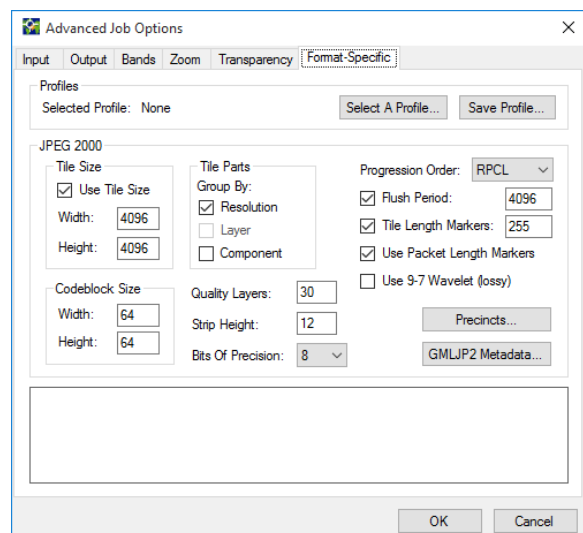 Advanced Job Options
Input Output Bands Zoom Transparency Format-Specific
Profiles
Selected Profile: None Select A Profile... Save Profile...
JPEG 2000
Tile Size
Use Tile Size
Width: 4096
Height: 4096
Tile Parts
Group By:
Resolution
Layer
Component
Progression Order: RPCL
Flush Period: 4096
Tile Length Markers: 255
Use Packet Length Markers
Use 9-7 Wavelet (lossy)
Codeblock Size
Width: 64
Height: 64
Quality Layers: 30
Strip Height: 12
Bits Of Precision: 8
Precincts...
GMLJP2 Metadata...
OK Cancel